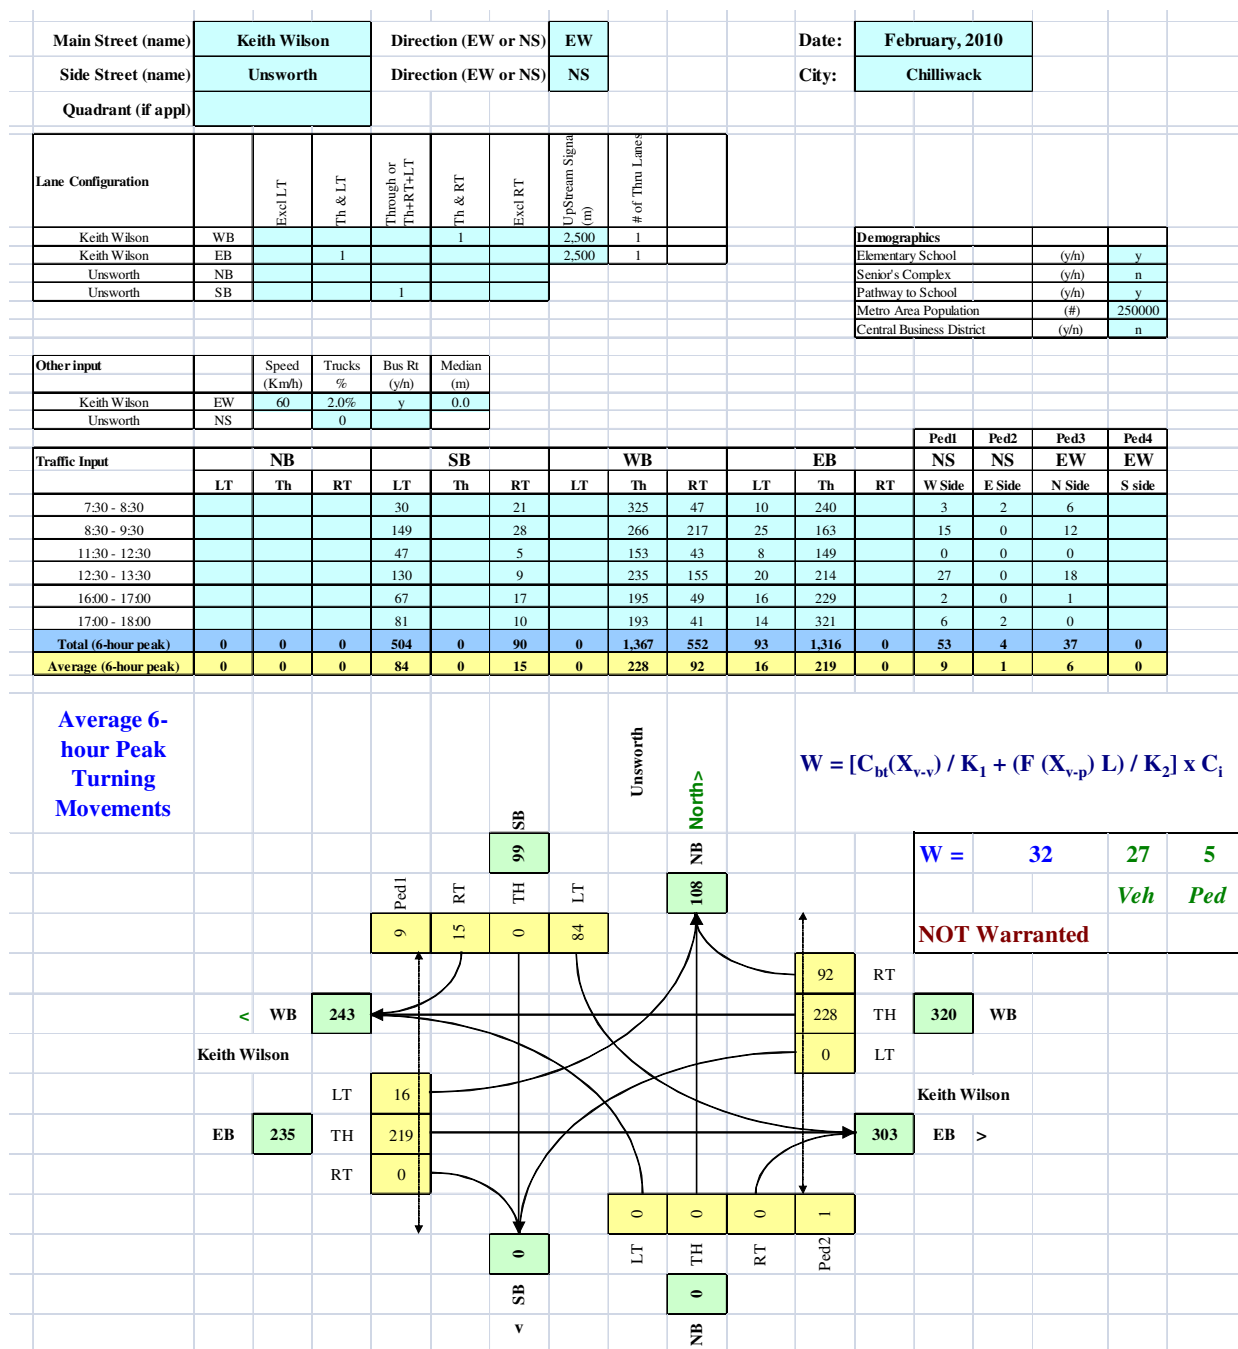 Main Street (name) Keith Wilson Direction (EW or NS) EW Date: February, 2010
Side Street (name) Unsworth Direction (EW or NS) NS City: Chilliwack
Quadrant (if appl)
Lane Configuration Excl LT Th & LT Through or Th+RT+LT Th & RT Excl RT UpStream Signa (m) # of Thru Lanes
Keith Wilson WB 1 2,500 1 Demographics
Keith Wilson EB 1 2,500 1 Elementary School (y/n) y
Unsworth NB Senior's Complex (y/n) n
Unsworth SB 1 Pathway to School (y/n) y
Metro Area Population (#) 250000
Central Business District (y/n) n
Other input Speed Trucks Bus Rt Median
(Km/h) % (y/n) (m)
Keith Wilson EW 60 2.0% y 0.0
Unsworth NS 0
Ped1 Ped2 Ped3 Ped4
Traffic Input NB SB WB EB NS NS EW EW
LT Th RT LT Th RT LT Th RT LT Th RT W Side E Side N Side S side
7:30 - 8:30 30 21 325 47 10 240 3 2 6
8:30 - 9:30 149 28 266 217 25 163 15 0 12
11:30 - 12:30 47 5 153 43 8 149 0 0 0
12:30 - 13:30 130 9 235 155 20 214 27 0 18
16:00 - 17:00 67 17 195 49 16 229 2 0 1
17:00 - 18:00 81 10 193 41 14 321 6 2 0
Total (6-hour peak) 0 0 0 504 0 90 0 1,367 552 93 1,316 0 53 4 37 0
Average (6-hour peak) 0 0 0 84 0 15 0 228 92 16 219 0 9 1 6 0
Average 6-
hour Peak
Turning
Movements
Unsworth
W = [Cbt(Xv-v) / K1 + (F (Xv-p) L) / K2] x Ci
SB North>
99 NB W = 32 27 5
Ped1 RT TH LT 108 Veh Ped
9 15 0 84 NOT Warranted
92 RT
< WB 243 228 TH 320 WB
Keith Wilson 0 LT
LT 16 Keith Wilson
EB 235 TH 219 303 EB >
RT 0
0 0 0 1
0 LT TH RT Ped2
SB 0
v NB